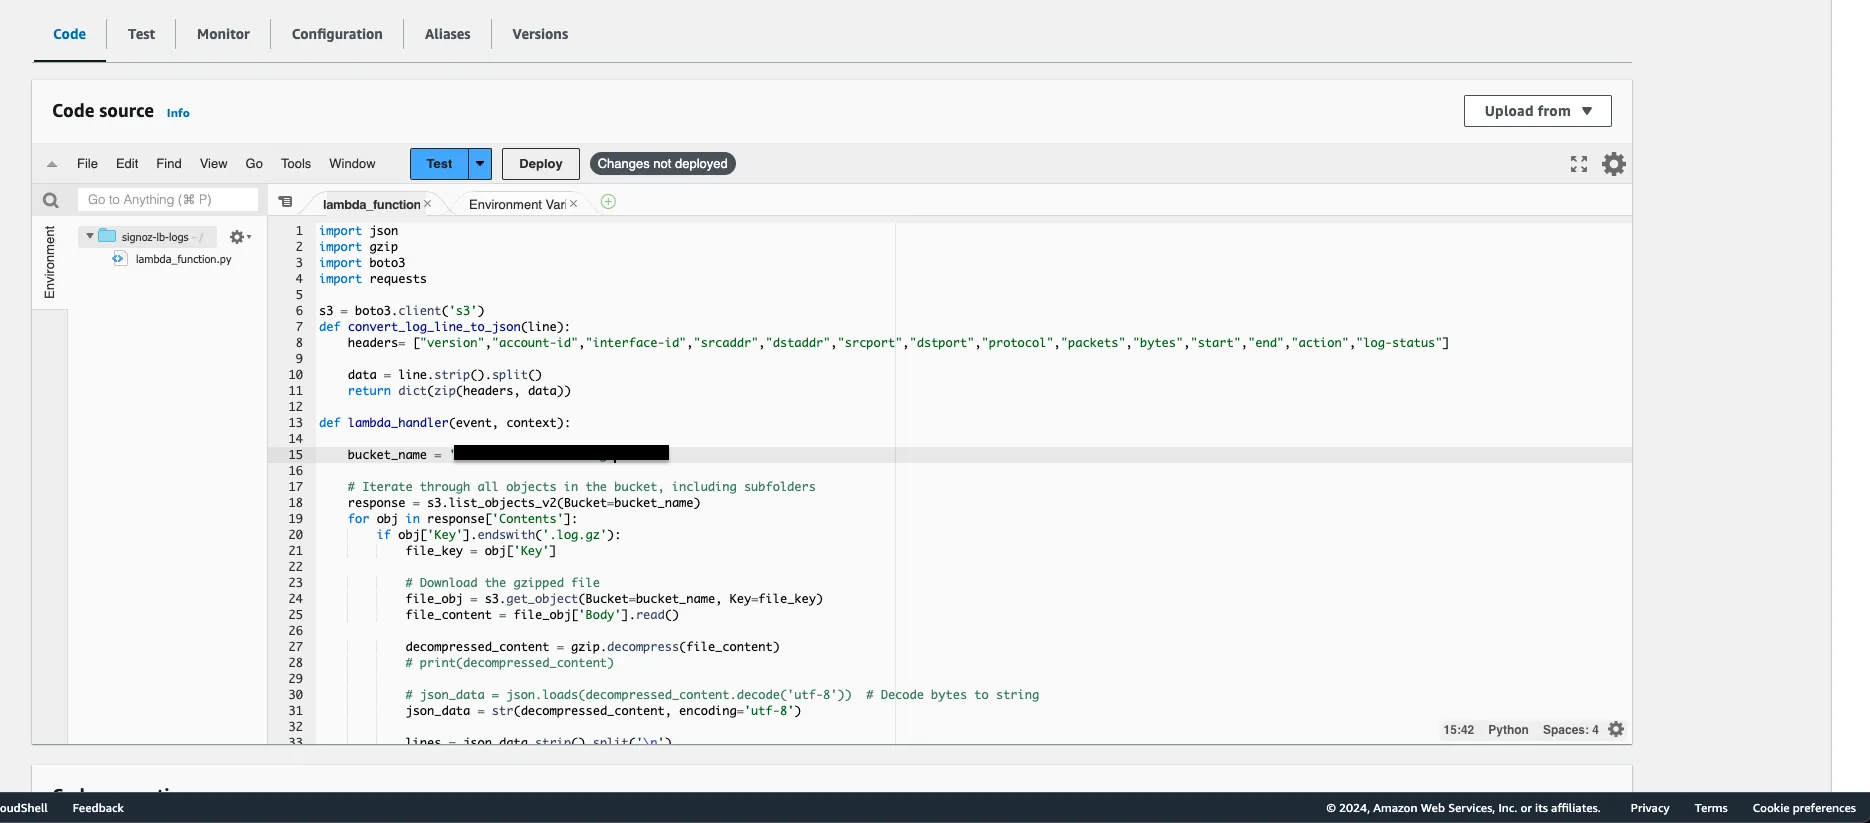 Code Test Monitor Configuration Aliases Versions
Code source Info
Upload from
File Edit Find View Go Tools Window Test Deploy Changes not deployed
Go to Anything (⌘ P)
lambda_function × Environment Vari ×
Environment
signoz-lb-logs - /
lambda_function.py
1 import json
2 import gzip
3 import boto3
4 import requests
5
6 s3 = boto3.client('s3')
7 def convert_log_line_to_json(line):
8 headers= ["version","account-id","interface-id","srcaddr","dstaddr","srcport","dstport","protocol","packets","bytes","start","end","action","log-status"]
9
10 data = line.strip().split()
11 return dict(zip(headers, data))
12
13 def lambda_handler(event, context):
14
15 bucket_name = '
16
17 # Iterate through all objects in the bucket, including subfolders
18 response = s3.list_objects_v2(Bucket=bucket_name)
19 for obj in response['Contents']:
20 if obj['Key'].endswith('.log.gz'):
21 file_key = obj['Key']
22
23 # Download the gzipped file
24 file_obj = s3.get_object(Bucket=bucket_name, Key=file_key)
25 file_content = file_obj['Body'].read()
26
27 decompressed_content = gzip.decompress(file_content)
28 # print(decompressed_content)
29
30 # json_data = json.loads(decompressed_content.decode('utf-8')) # Decode bytes to string
31 json_data = str(decompressed_content, encoding='utf-8')
32
33 lines = json_data.strip().split('\n')
15:42 Python Spaces: 4
oudShell Feedback © 2024, Amazon Web Services, Inc. or its affiliates. Privacy Terms Cookie preferences